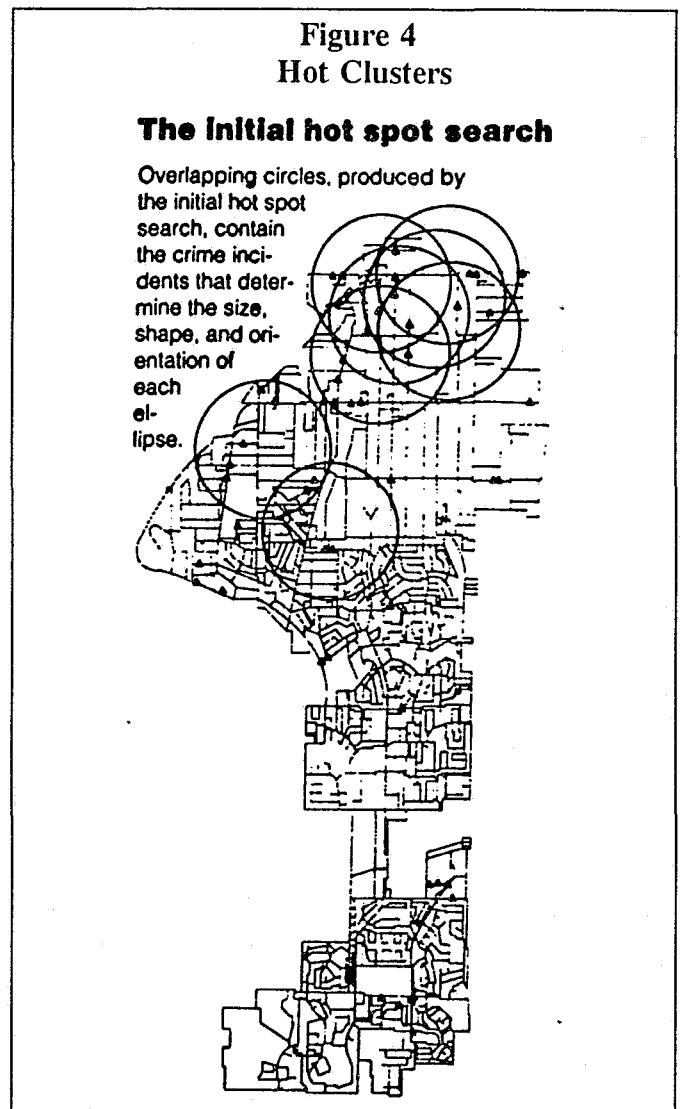 Figure 4
Hot Clusters
The initial hot spot search
Overlapping circles, produced by
the initial hot spot
search, contain
the crime inci-
dents that deter-
mine the size,
shape, and ori-
entation of
each
el-
lipse.